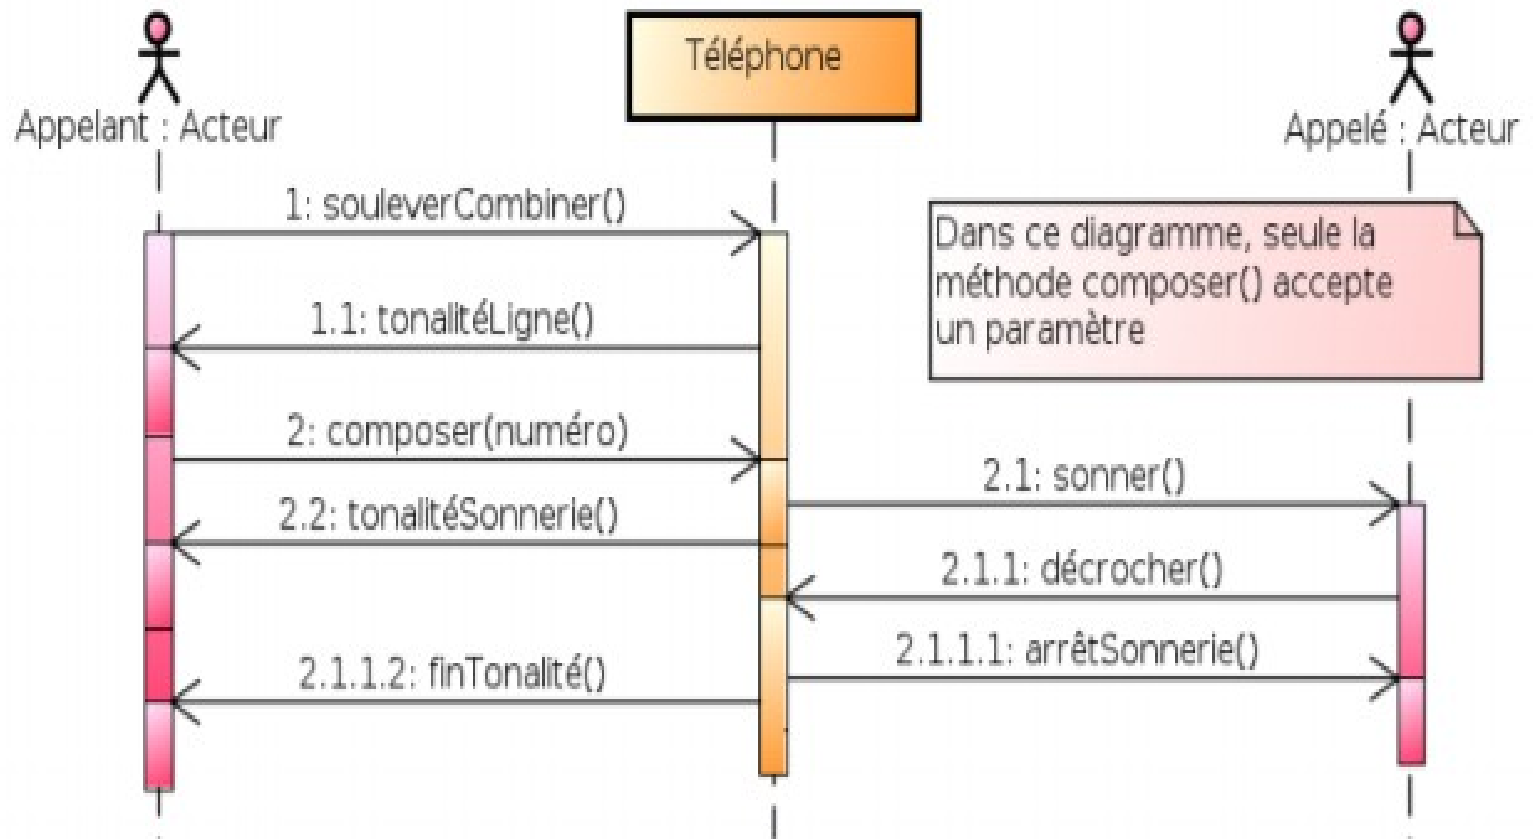 Téléphone
Appelant : Acteur
Appelé : Acteur
1: souleverCombiner()
Dans ce diagramme, seule la
méthode composer() accepte
un paramètre
1.1: tonalitéLigne()
2: composer(numéro)
2.1: sonner()
2.2: tonalitéSonnerie()
2.1.1: décrocher()
2.1.1.1: arrêtSonnerie()
2.1.1.2: finTonalité()